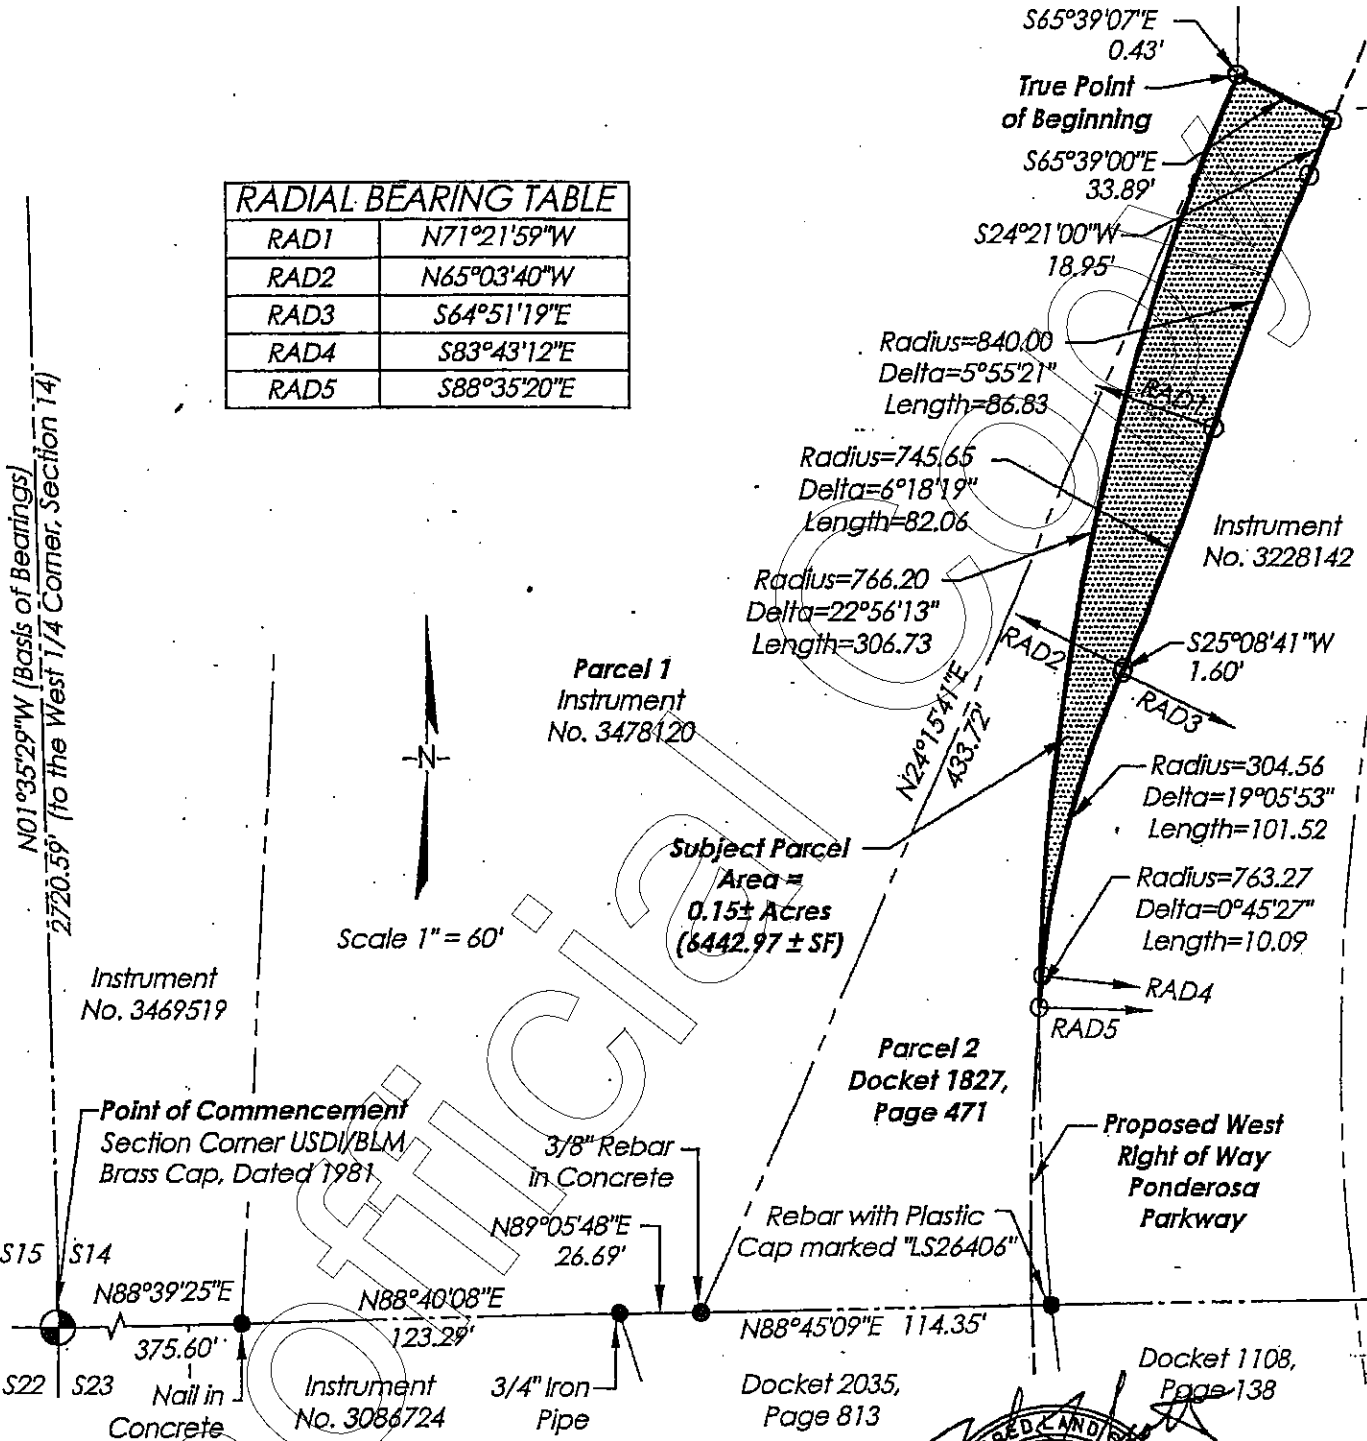 S65°39'07"E
0.43'
True Point
of Beginning
S65°39'00"E
33.89'
S24°21'00"W
18.95'
RADIAL BEARING TABLE
RAD1 N71°21'59"W
RAD2 N65°03'40"W
RAD3 S64°51'19"E
RAD4 S83°43'12"E
RAD5 S88°35'20"E
N01°35'29"W (Basis of Bearings)
2720.59' (to the West 1/4 Corner, Section 14)
Radius=840.00
Delta=5°55'21"
Length=86.83
RAD1
Radius=745.65
Delta=6°18'19"
Length=82.06
Instrument
No. 3228142
Radius=766.20
Delta=22°56'13"
Length=306.73
RAD2
S25°08'41"W
1.60'
RAD3
Parcel 1
Instrument
No. 3478120
N24°15'41"E
433.72'
-N-
Radius=304.56
Delta=19°05'53"
Length=101.52
Subject Parcel
Area =
0.15± Acres
(6442.97 ± SF)
Radius=763.27
Delta=0°45'27"
Length=10.09
Scale 1" = 60'
Instrument
No. 3469519
RAD4
RAD5
Parcel 2
Docket 1827,
Page 471
Point of Commencement
Section Corner USDI/BLM
Brass Cap, Dated 1981
3/8" Rebar
in Concrete
Proposed West
Right of Way
Ponderosa
Parkway
Rebar with Plastic
Cap marked "LS26406"
N89°05'48"E
26.69'
S15 S14
N88°39'25"E
375.60'
N88°40'08"E
123.29'
N88°45'09"E 114.35'
S22 S23
Nail in
Concrete
Instrument
No. 3086724
3/4" Iron
Pipe
Docket 2035,
Page 813
Docket 1108,
Page 138
LAND
Unofficial Copy